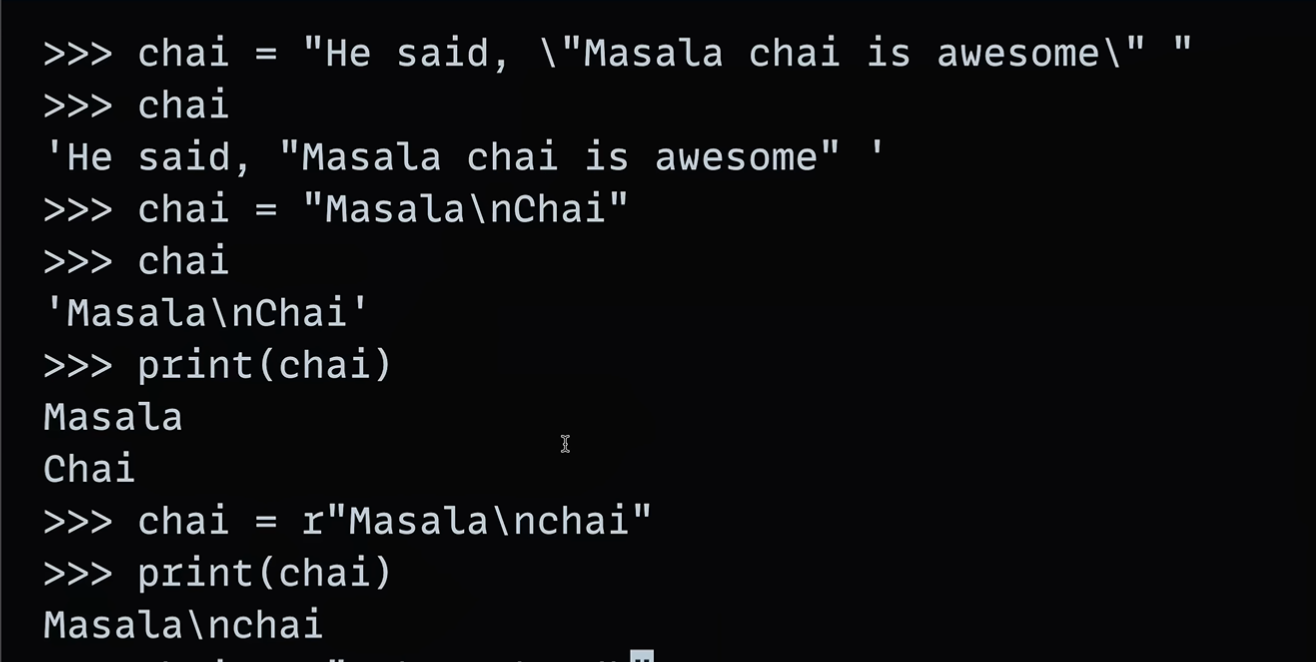 >>> chai = "He said, \"Masala chai is awesome\" "
>>> chai
'He said, "Masala chai is awesome" '
>>> chai = "Masala\nChai"
>>> chai
'Masala\nChai'
>>> print(chai)
Masala
Chai
>>> chai = r"Masala\nchai"
>>> print(chai)
Masala\nchai